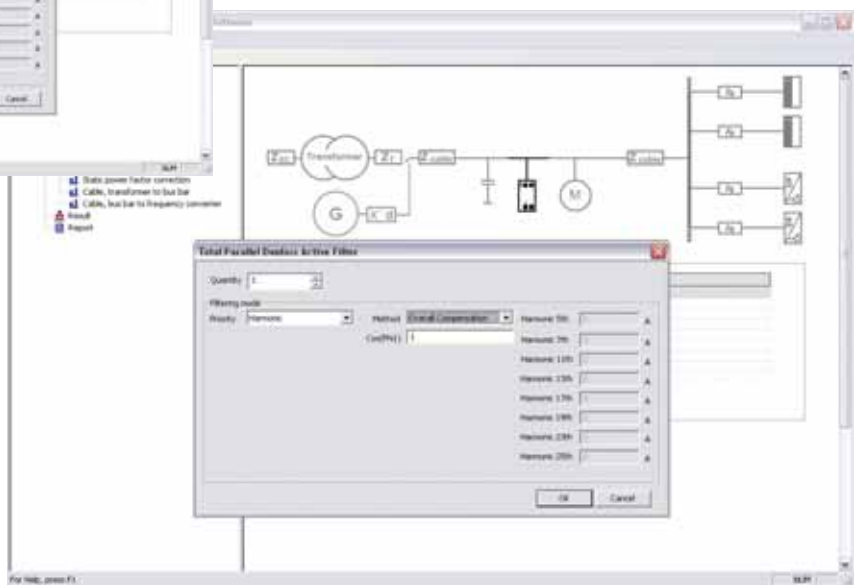 Cancel
NUM
Static power factor correction
Cable, transformer to bus bar
Cable, bus bar to frequency converter
Result
Report
Transformer
G
M
Total Parallel Danfoss Active Filter
Quantity 1
Filtering mode
Priority Harmonic
Method Overall Compensation
Cos(Phi1) 1
Harmonic 5th A
Harmonic 7th A
Harmonic 11th A
Harmonic 13th A
Harmonic 17th A
Harmonic 19th A
Harmonic 23th A
Harmonic 25th A
OK Cancel
For Help, press F1
NUM